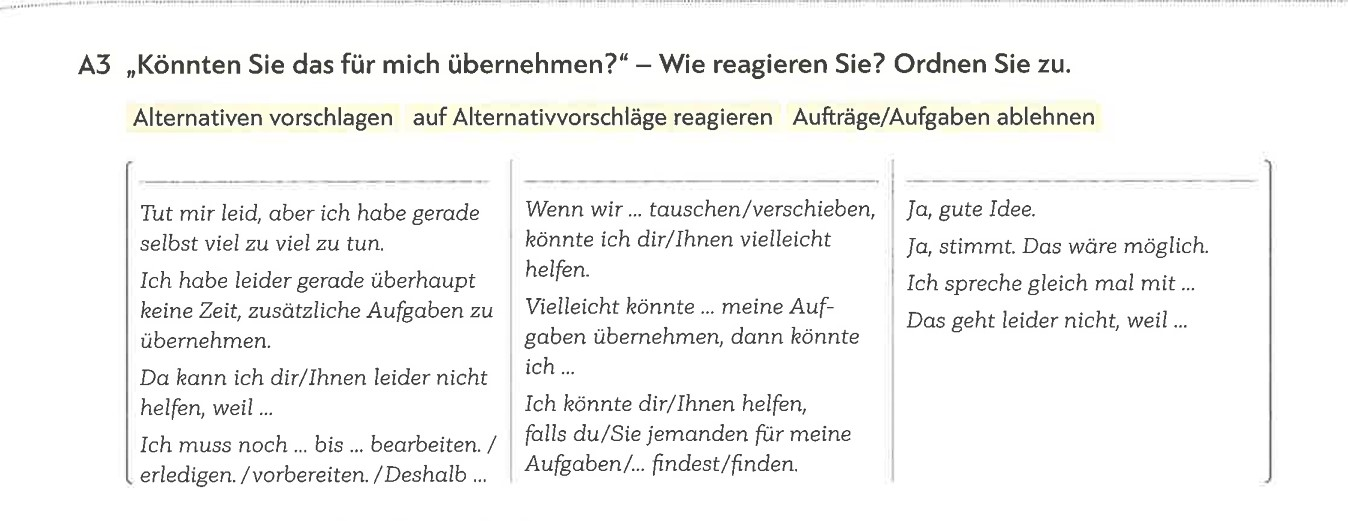 A3 „Könnten Sie das für mich übernehmen?“ – Wie reagieren Sie? Ordnen Sie zu.
Alternativen vorschlagen auf Alternativvorschläge reagieren Aufträge/Aufgaben ablehnen
Tut mir leid, aber ich habe gerade
selbst viel zu viel zu tun.
Ich habe leider gerade überhaupt
keine Zeit, zusätzliche Aufgaben zu
übernehmen.
Da kann ich dir/Ihnen leider nicht
helfen, weil ...
Ich muss noch ... bis ... bearbeiten. /
erledigen. / vorbereiten. / Deshalb ...
Wenn wir ... tauschen/verschieben,
könnte ich dir/Ihnen vielleicht
helfen.
Vielleicht könnte ... meine Auf-
gaben übernehmen, dann könnte
ich ...
Ich könnte dir/Ihnen helfen,
falls du/Sie jemanden für meine
Aufgaben/... findest/finden.
Ja, gute Idee.
Ja, stimmt. Das wäre möglich.
Ich spreche gleich mal mit ...
Das geht leider nicht, weil ...